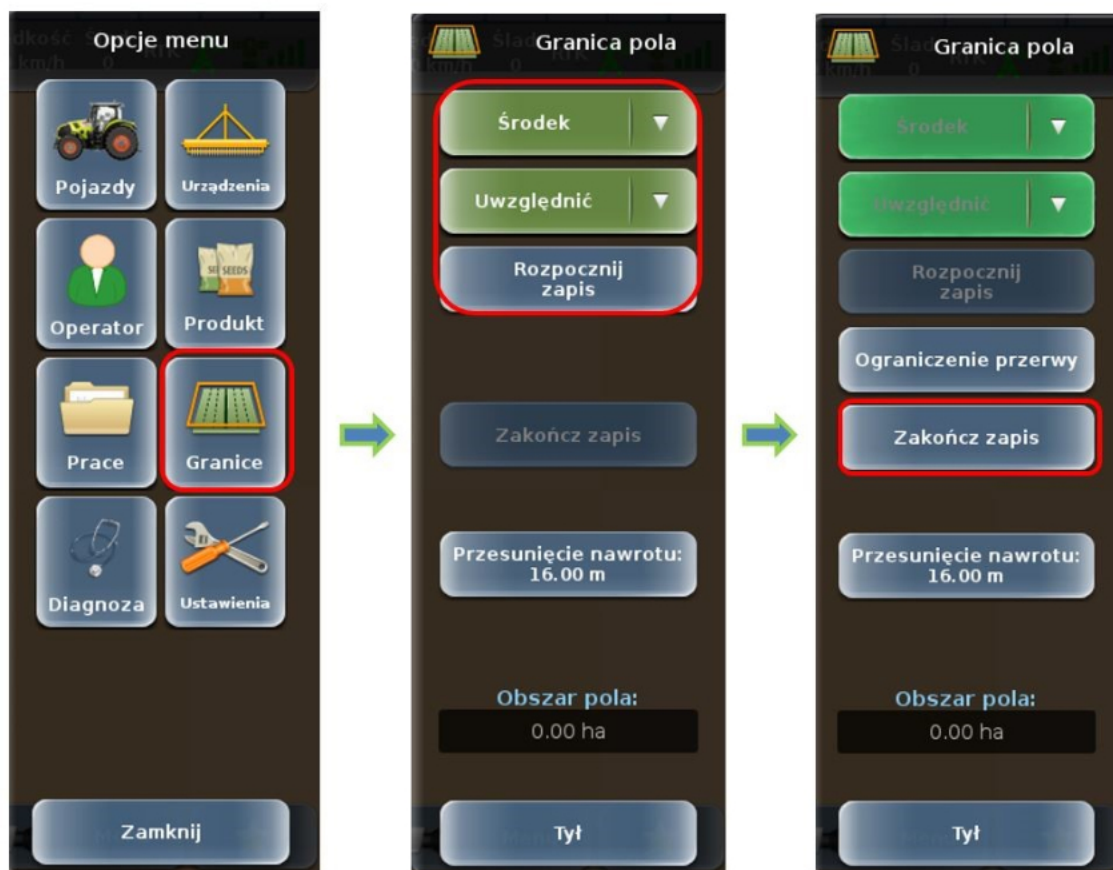 Opcje menu
Pojazdy
Urządzenia
Operator
SEEDS
Produkt
Prace
Granice
Diagnoza
Ustawienia
Zamknij
Granica pola
Środek
Uwzględnić
Rozpocznij
zapis
Zakończ zapis
Przesunięcie nawrotu:
16.00 m
Obszar pola:
0.00 ha
Tył
Granica pola
Środek
Uwzględnić
Rozpocznij
zapis
Ograniczenie przerwy
Zakończ zapis
Przesunięcie nawrotu:
16.00 m
Obszar pola:
0.00 ha
Tył